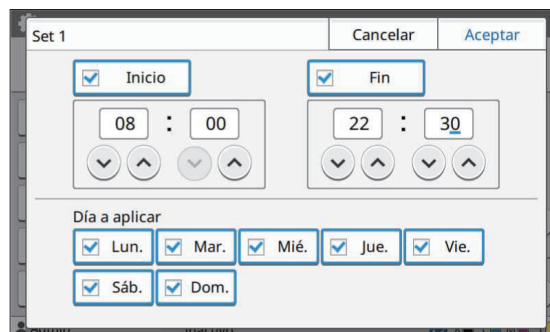 Set 1 Cancelar Aceptar
Inicio Fin
08 : 00 22 : 30
Día a aplicar
Lun. Mar. Mié. Jue. Vie.
Sáb. Dom.